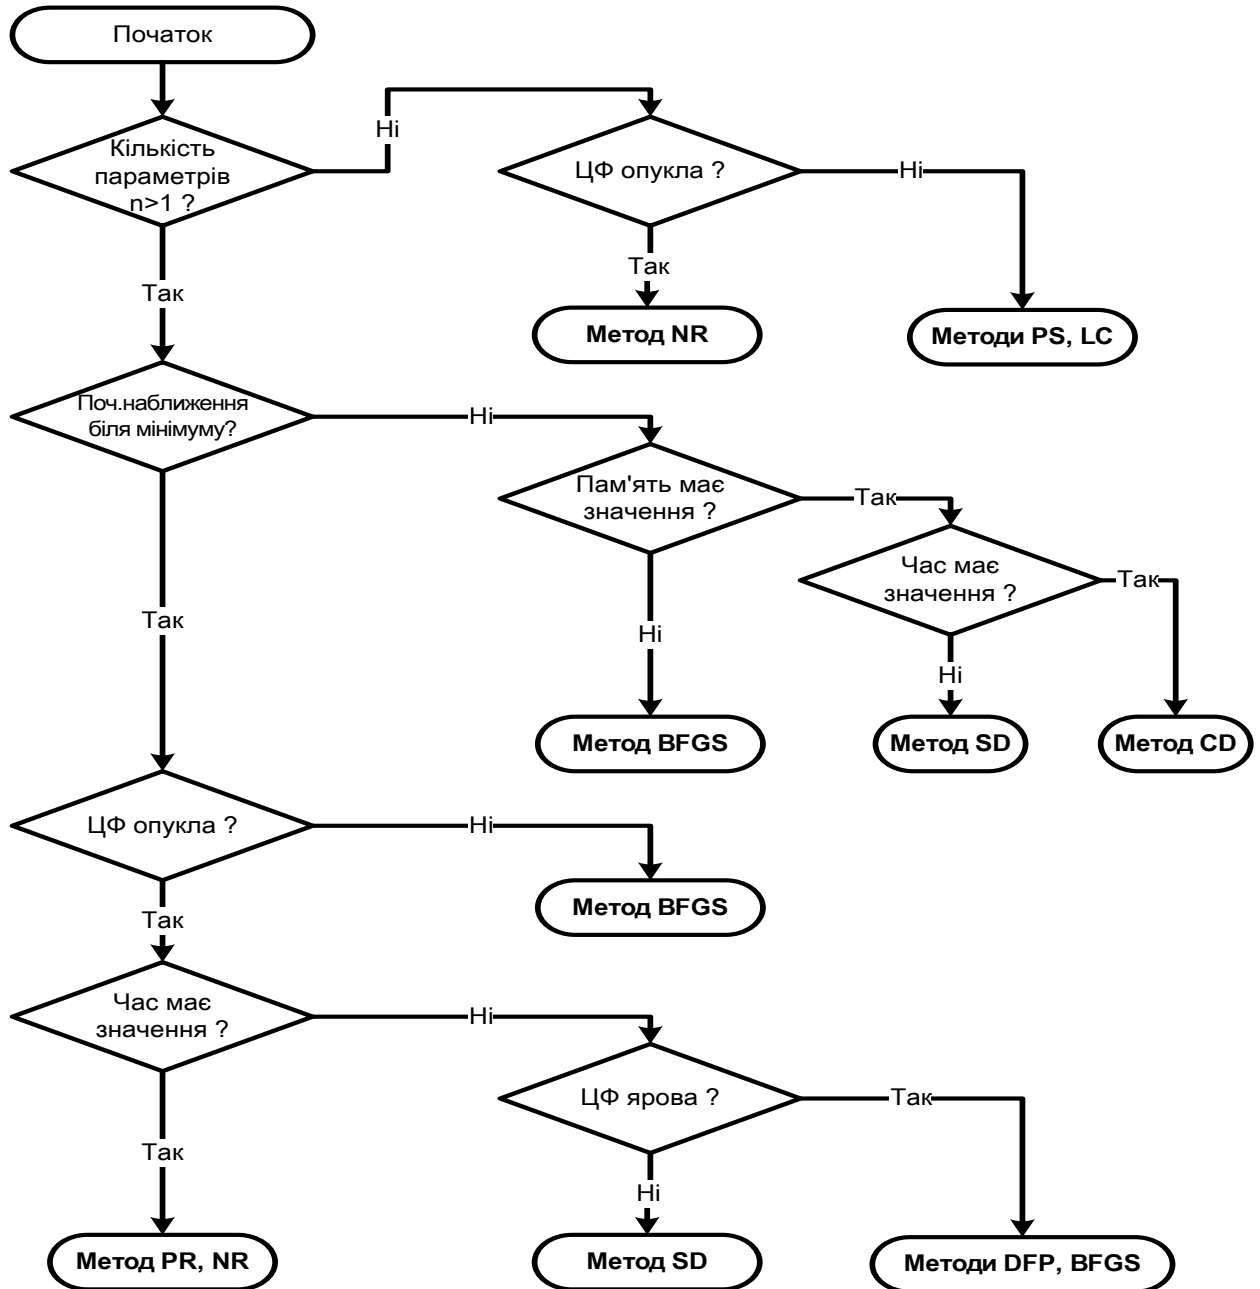 Початок
Ні
Кількість
параметрів
n>1 ?
ЦФ опукла ?
Ні
Так
Так
Метод NR
Методи PS, LC
Поч.наближення
біля мінімуму?
Ні
Пам'ять має
значення ?
Так
Час має
значення ?
Так
Так
Ні
Ні
Метод BFGS
Метод SD
Метод CD
ЦФ опукла ?
Ні
Метод BFGS
Так
Час має
значення ?
Ні
ЦФ ярова ?
Так
Так
Ні
Метод PR, NR
Метод SD
Методи DFP, BFGS